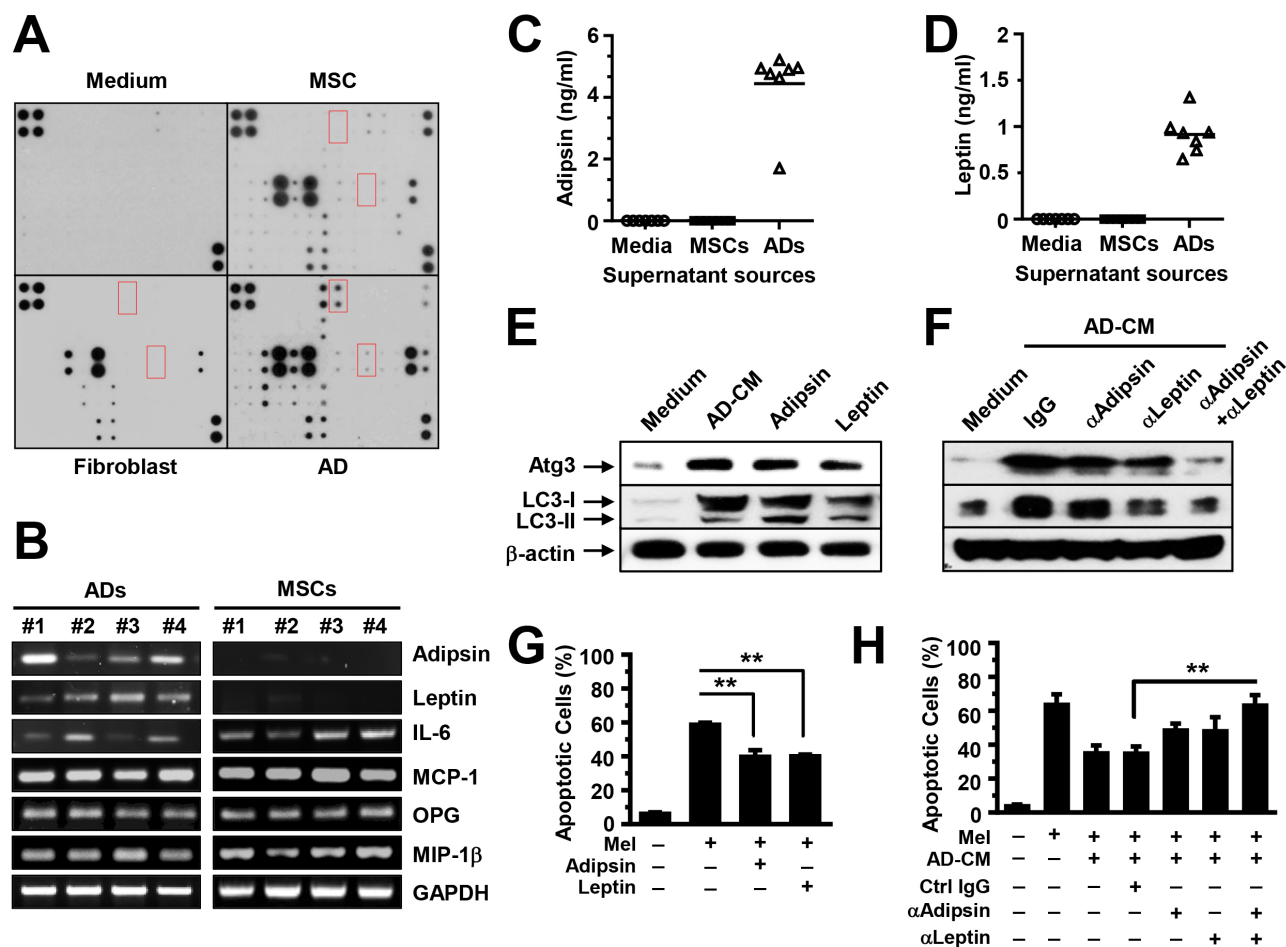 A
Medium MSC
Fibroblast AD
B
ADs MSCs
#1 #2 #3 #4 #1 #2 #3 #4
Adipsin
Leptin
IL-6
MCP-1
OPG
MIP-1β
GAPDH
C
Adipsin (ng/ml)
6
4
2
0
Media MSCs ADs
Supernatant sources
D
Leptin (ng/ml)
2
1.5
1
0.5
0
Media MSCs ADs
Supernatant sources
E
Medium AD-CM Adipsin Leptin
Atg3
LC3-I
LC3-II
β-actin
F
AD-CM
Medium IgG αAdipsin αLeptin αAdipsin
+αLeptin
G
Apoptotic Cells (%)
100
80
60
40
20
0
** **
Mel – + + +
Adipsin – – + –
Leptin – – – +
H
Apoptotic Cells (%)
100
80
60
40
20
0
**
Mel – + + + + + +
AD-CM – – + + + + +
Ctrl IgG – – – + – – –
αAdipsin – – – – + – +
αLeptin – – – – – + +